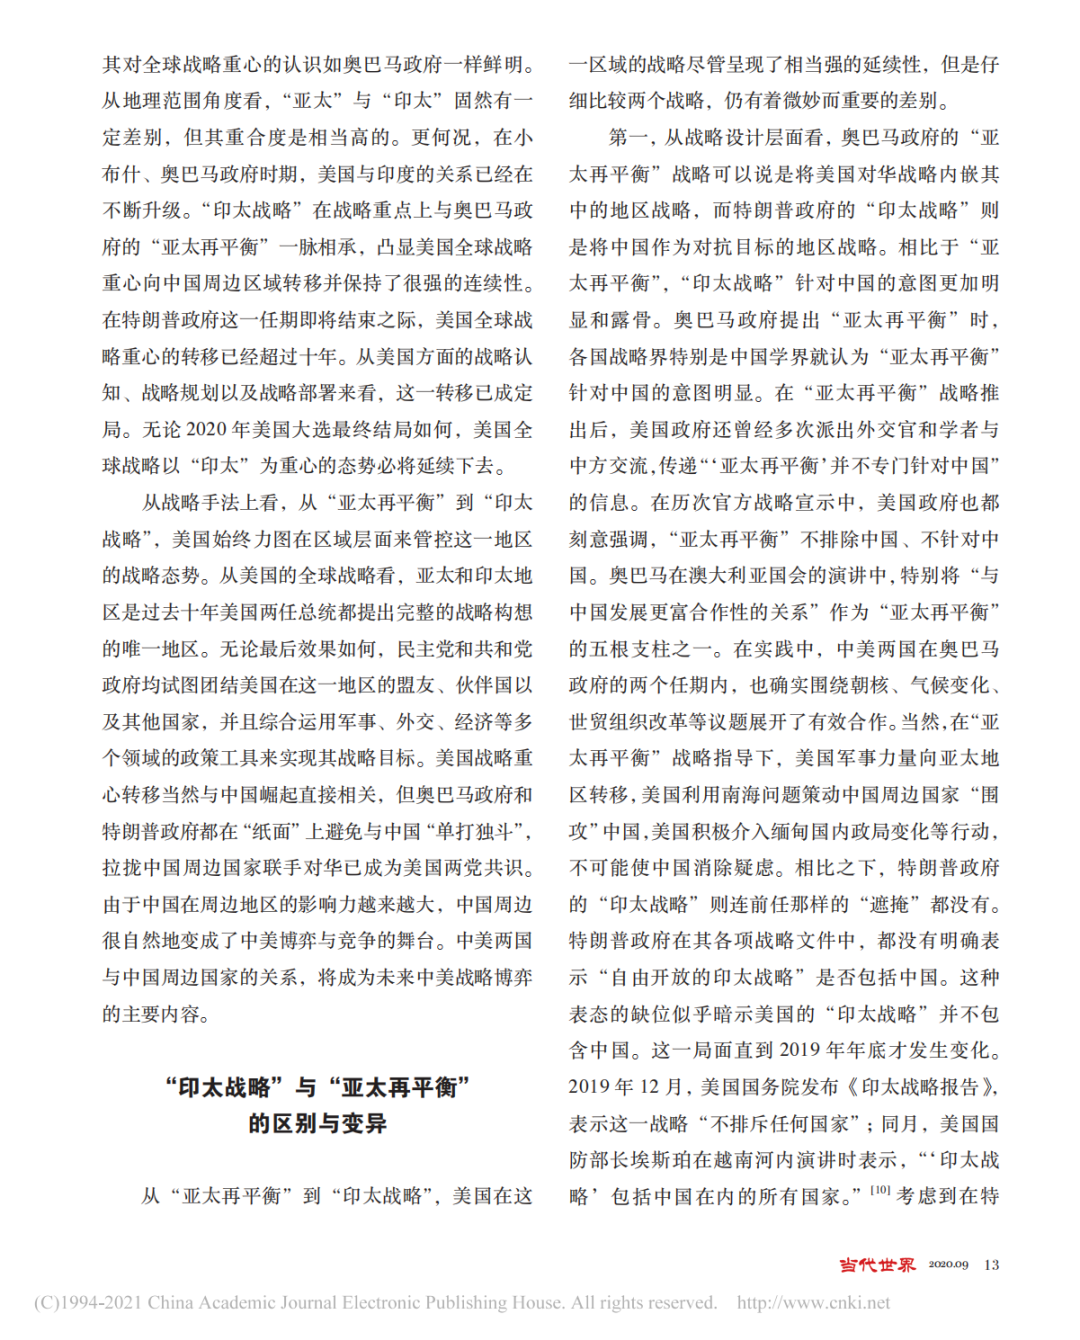 其对全球战略重心的认识如奥巴马政府一样鲜明。
从地理范围角度看，“亚太”与“印太”固然有一
定差别，但其重合度是相当高的。更何况，在小
布什、奥巴马政府时期，美国与印度的关系已经在
不断升级。“印太战略”在战略重点上与奥巴马政
府的“亚太再平衡”一脉相承，凸显美国全球战略
重心向中国周边区域转移并保持了很强的连续性。
在特朗普政府这一任期即将结束之际，美国全球战
略重心的转移已经超过十年。从美国方面的战略认
知、战略规划以及战略部署来看，这一转移已成定
局。无论 2020 年美国大选最终结局如何，美国全
球战略以“印太”为重心的态势必将延续下去。
从战略手法上看，从“亚太再平衡”到“印太
战略”，美国始终力图在区域层面来管控这一地区
的战略态势。从美国的全球战略看，亚太和印太地
区是过去十年美国两任总统都提出完整的战略构想
的唯一地区。无论最后效果如何，民主党和共和党
政府均试图团结美国在这一地区的盟友、伙伴国以
及其他国家，并且综合运用军事、外交、经济等多
个领域的政策工具来实现其战略目标。美国战略重
心转移当然与中国崛起直接相关，但奥巴马政府和
特朗普政府都在“纸面”上避免与中国“单打独斗”，
拉拢中国周边国家联手对华已成为美国两党共识。
由于中国在周边地区的影响力越来越大，中国周边
很自然地变成了中美博弈与竞争的舞台。中美两国
与中国周边国家的关系，将成为未来中美战略博弈
的主要内容。
“印太战略”与“亚太再平衡”
的区别与变异
从“亚太再平衡”到“印太战略”，美国在这
一区域的战略尽管呈现了相当强的延续性，但是仔
细比较两个战略，仍有着微妙而重要的差别。
第一，从战略设计层面看，奥巴马政府的“亚
太再平衡”战略可以说是将美国对华战略内嵌其
中的地区战略，而特朗普政府的“印太战略”则
是将中国作为对抗目标的地区战略。相比于“亚
太再平衡”，“印太战略”针对中国的意图更加明
显和露骨。奥巴马政府提出“亚太再平衡”时，
各国战略界特别是中国学界就认为“亚太再平衡”
针对中国的意图明显。在“亚太再平衡”战略推
出后，美国政府还曾经多次派出外交官和学者与
中方交流，传递“‘亚太再平衡’并不专门针对中国”
的信息。在历次官方战略宣示中，美国政府也都
刻意强调，“亚太再平衡”不排除中国、不针对中
国。奥巴马在澳大利亚国会的演讲中，特别将“与
中国发展更富合作性的关系”作为“亚太再平衡”
的五根支柱之一。在实践中，中美两国在奥巴马
政府的两个任期内，也确实围绕朝核、气候变化、
世贸组织改革等议题展开了有效合作。当然，在“亚
太再平衡”战略指导下，美国军事力量向亚太地
区转移，美国利用南海问题策动中国周边国家“围
攻”中国，美国积极介入缅甸国内政局变化等行动，
不可能使中国消除疑虑。相比之下，特朗普政府
的“印太战略”则连前任那样的“遮掩”都没有。
特朗普政府在其各项战略文件中，都没有明确表
示“自由开放的印太战略”是否包括中国。这种
表态的缺位似乎暗示美国的“印太战略”并不包
含中国。这一局面直到 2019 年年底才发生变化。
2019 年 12 月，美国国务院发布《印太战略报告》，
表示这一战略“不排斥任何国家”；同月，美国国
防部长埃斯珀在越南河内演讲时表示，“‘印太战
略’包括中国在内的所有国家。”[10] 考虑到在特
当代世界 2020.09 13
(C)1994-2021 China Academic Journal Electronic Publishing House. All rights reserved. http://www.cnki.net